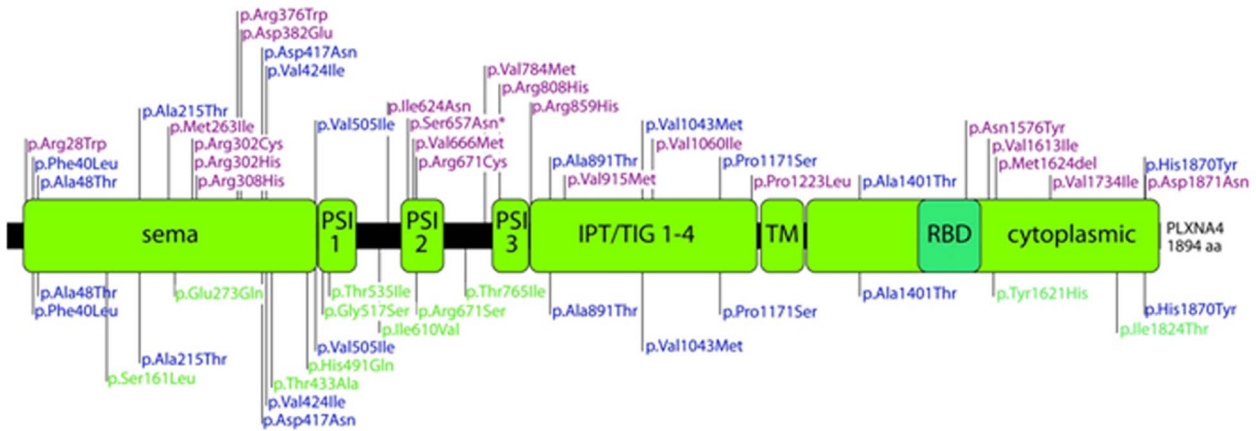 p.Arg376Trp
p.Asp382Glu
p.Asp417Asn
p.Val424Ile
p.Val784Met
p.Arg808His
p.Ala215Thr
p.Ile624Asn
p.Arg859His
p.Met263Ile
p.Val505Ile
p.Ser657Asn*
p.Val1043Met
p.Asn1576Tyr
p.Arg28Trp
p.Arg302Cys
p.Val666Met
p.Val1060Ile
p.Val1613Ile
p.Phe40Leu
p.Arg302His
p.Arg671Cys
p.Ala891Thr
p.Pro1171Ser
p.Met1624del
p.His1870Tyr
p.Ala48Thr
p.Arg308His
p.Val915Met
p.Pro1223Leu
p.Ala1401Thr
p.Val1734Ile
p.Asp1871Asn
sema
PSI
1
PSI
2
PSI
3
IPT/TIG 1-4
TM
RBD
cytoplasmic
PLXNA4
1894 aa
p.Ala48Thr
p.Glu273Gln
p.Thr535Ile
p.Thr765Ile
p.Ala1401Thr
p.Tyr1621His
p.Phe40Leu
p.Gly517Ser
p.Arg671Ser
p.Ala891Thr
p.Pro1171Ser
p.His1870Tyr
p.Ile610Val
p.Ile1824Thr
p.Val505Ile
p.Val1043Met
p.Ala215Thr
p.His491Gln
p.Ser161Leu
p.Thr433Ala
p.Val424Ile
p.Asp417Asn